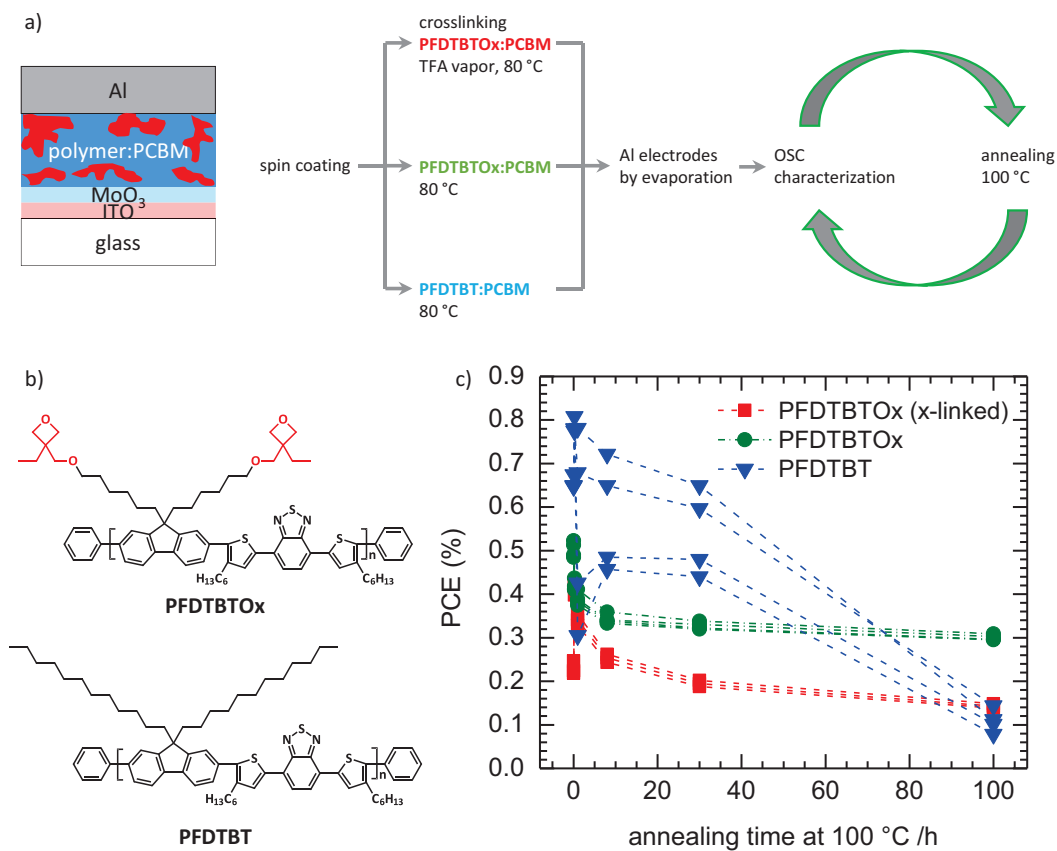 a)
Al
polymer:PCBM
MoO3
ITO
glass
spin coating
crosslinking
PFDTBTOx:PCBM
TFA vapor, 80 °C
PFDTBTOx:PCBM
80 °C
PFDTBT:PCBM
80 °C
Al electrodes
by evaporation
OSC
characterization
annealing
100 °C
b)
O
O
O
O
S
N
N
S
S
n
H13C6
C6H13
PFDTBTOx
S
N
N
S
S
n
H13C6
C6H13
PFDTBT
c)
0.9
0.8
0.7
0.6
0.5
0.4
0.3
0.2
0.1
0.0
PCE (%)
PFDTBTOx (x-linked)
PFDTBTOx
PFDTBT
0 20 40 60 80 100
annealing time at 100 °C /h